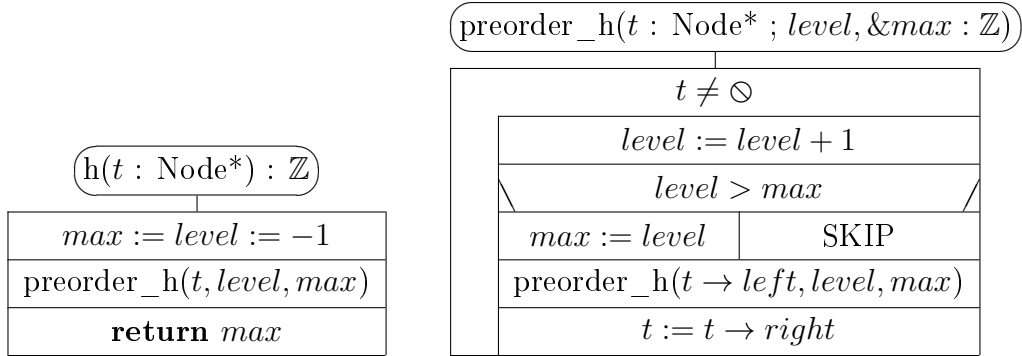 h(t : Node*) : ℤ
max := level := −1
preorder_h(t, level, max)
return max
preorder_h(t : Node* ; level, &max : ℤ)
t ≠ ⦸
level := level + 1
level > max
max := level
SKIP
preorder_h(t → left, level, max)
t := t → right